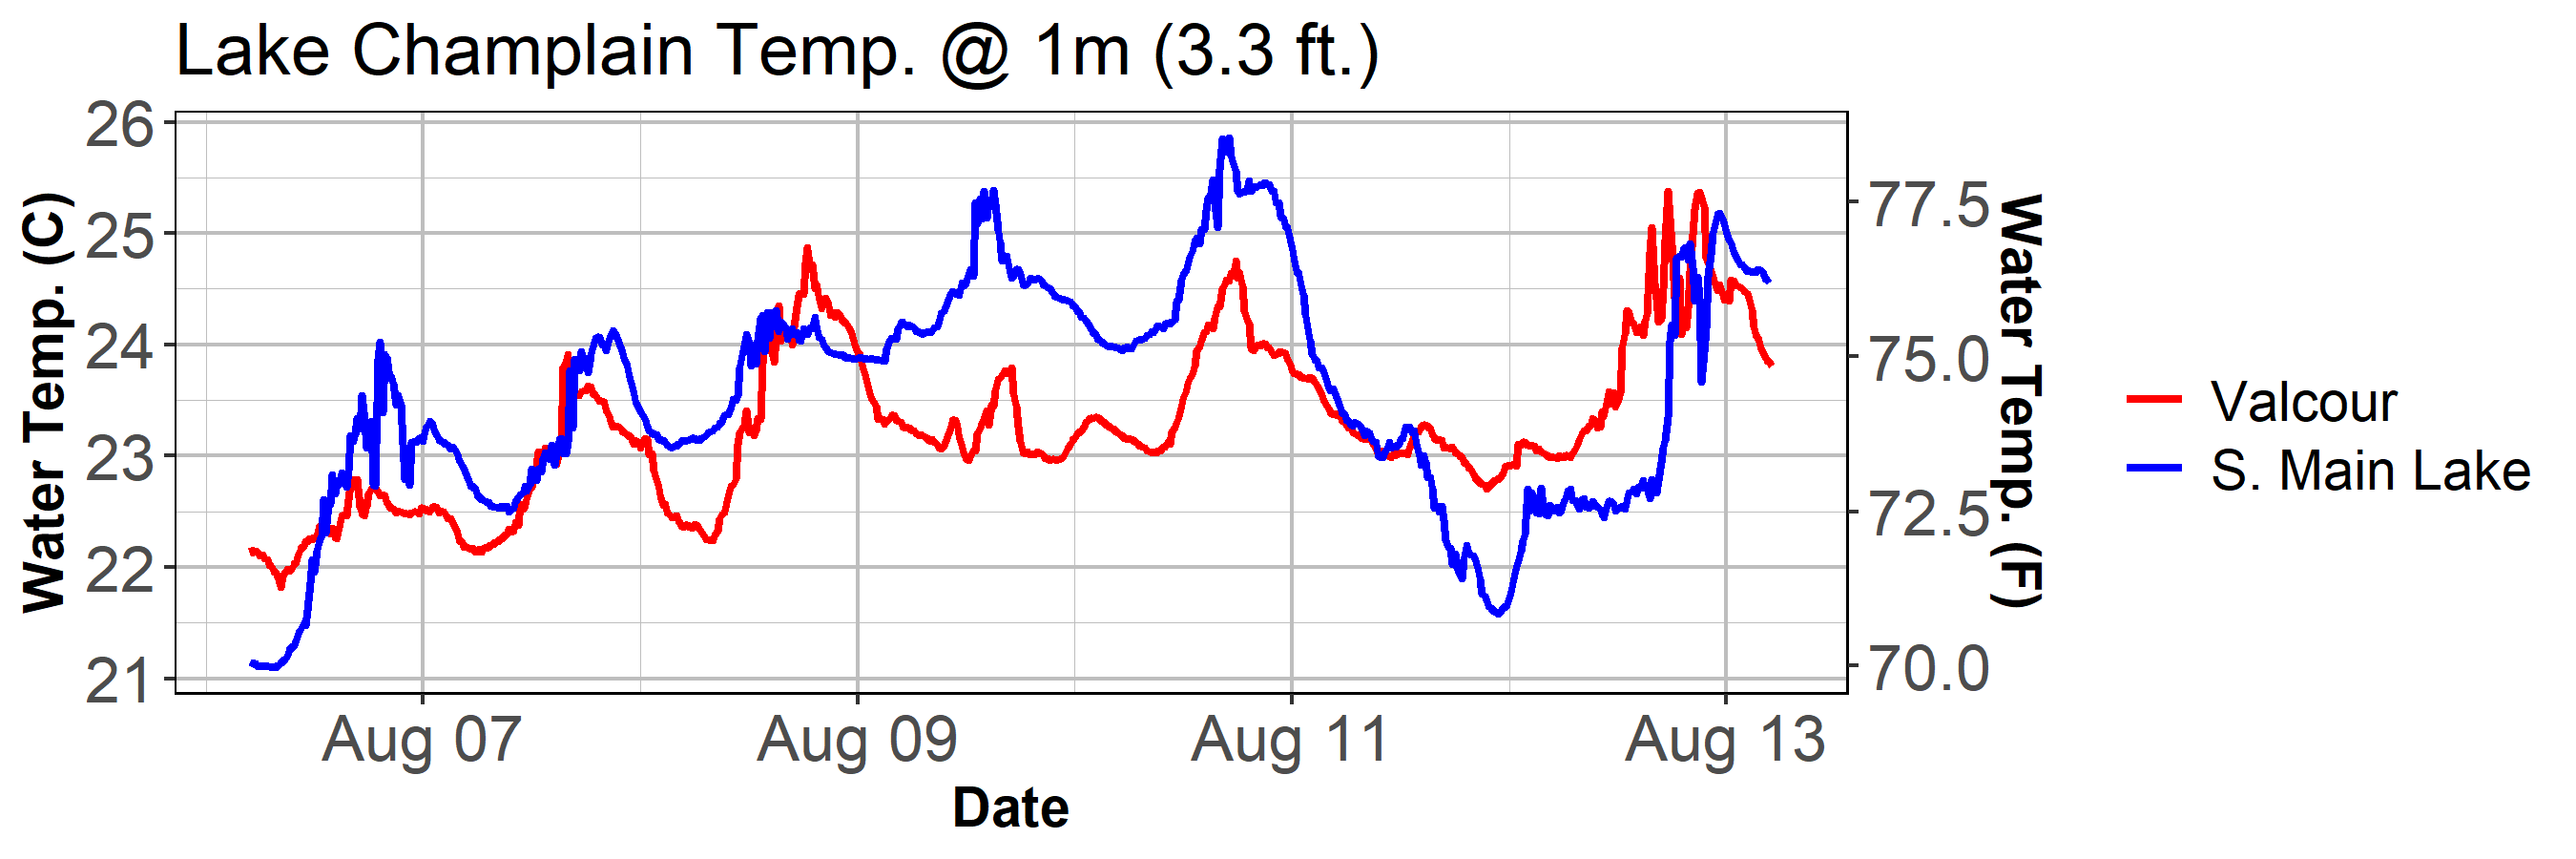 Lake Champlain Temp. @ 1m (3.3 ft.)
Water Temp. (C)
26
25
24
23
22
21
77.5
75.0
72.5
70.0
Water Temp. (F)
Aug 07
Aug 09
Aug 11
Aug 13
Date
Valcour
S. Main Lake